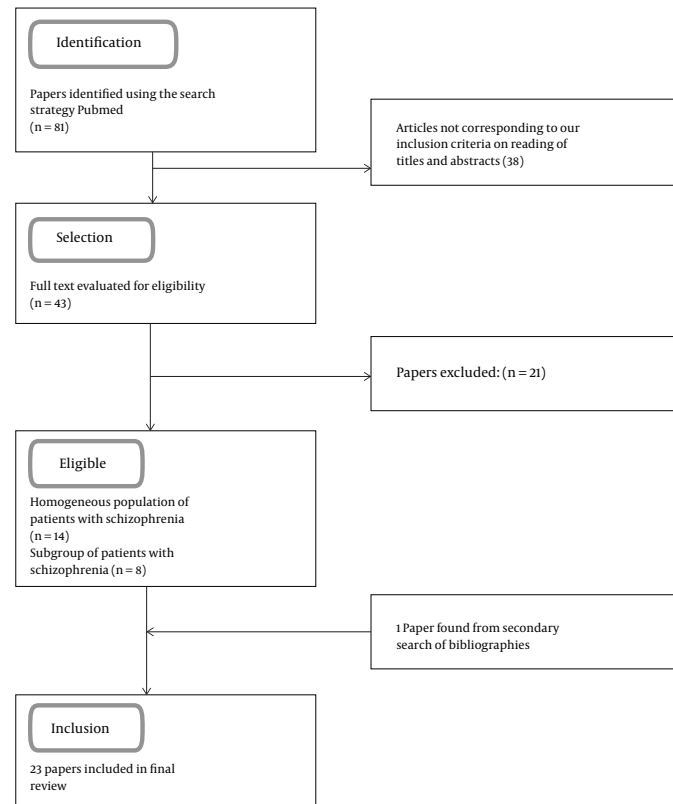 Identification
Papers identified using the search
strategy Pubmed
(n = 81)
Articles not corresponding to our
inclusion criteria on reading of
titles and abstracts (38)
Selection
Full text evaluated for eligibility
(n = 43)
Papers excluded: (n = 21)
Eligible
Homogeneous population of
patients with schizophrenia
(n = 14)
Subgroup of patients with
schizophrenia (n = 8)
1 Paper found from secondary
search of bibliographies
Inclusion
23 papers included in final
review